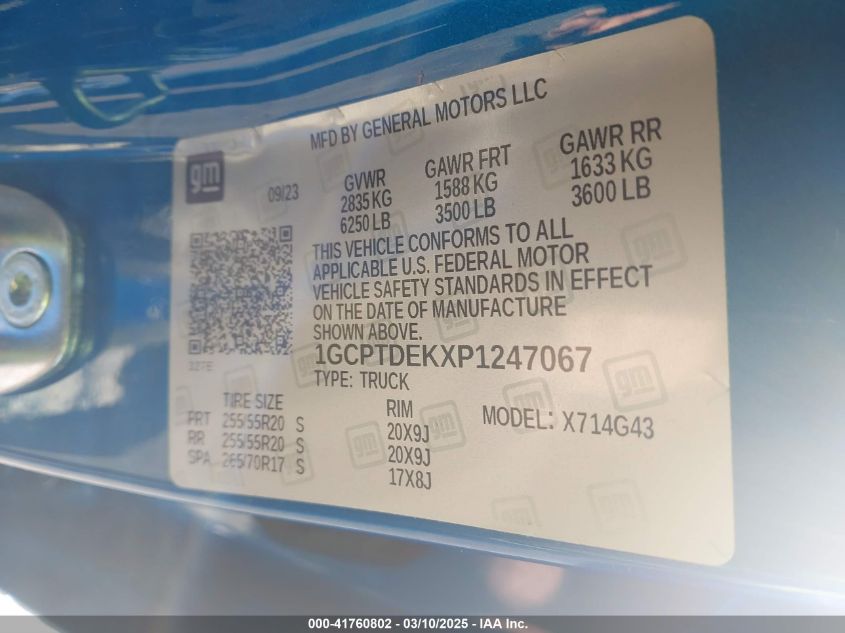 MFD BY GENERAL MOTORS LLC
gm
09/23
GVWR GAWR FRT GAWR RR
2835 KG 1588 KG 1633 KG
6250 LB 3500 LB 3600 LB
THIS VEHICLE CONFORMS TO ALL
APPLICABLE U.S. FEDERAL MOTOR
VEHICLE SAFETY STANDARDS IN EFFECT
ON THE DATE OF MANUFACTURE
SHOWN ABOVE.
327E
1GCPTDEKXP1247067
TYPE: TRUCK
TIRE SIZE RIM MODEL: X714G43
FRT 255/55R20 S 20X9J
RR 255/55R20 S 20X9J
SPA 265/70R17 S 17X8J
000-41760802 - 03/10/2025 - IAA Inc.